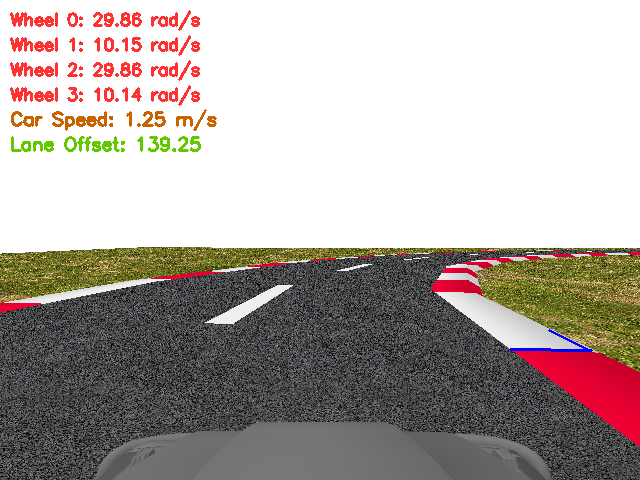 Wheel 0: 29.86 rad/s
Wheel 1: 10.15 rad/s
Wheel 2: 29.86 rad/s
Wheel 3: 10.14 rad/s
Car Speed: 1.25 m/s
Lane Offset: 139.25